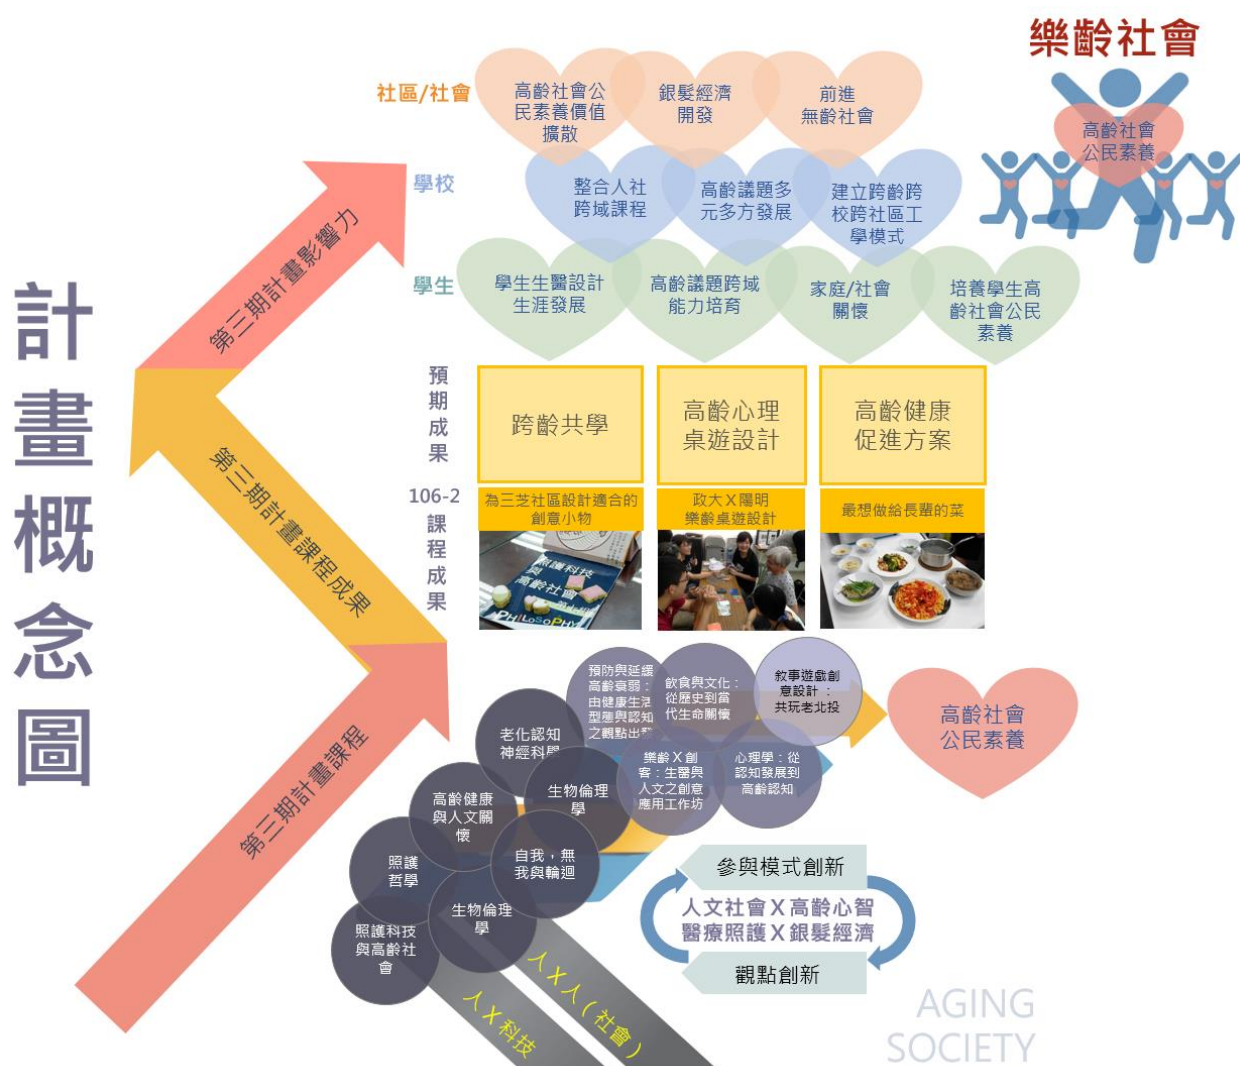 計畫概念圖
樂齡社會
高齡社會
公民素養
社區/社會
高齡社會公
民素養價值
擴散
銀髮經濟
開發
前進
無齡社會
學校
整合人社
跨域課程
高齡議題多
元多方發展
建立跨齡跨
校跨社區工
學模式
學生
學生生醫設計
生涯發展
高齡議題跨域
能力培育
家庭/社會
關懷
培養學生高
齡社會公民
素養
第三期計畫影響力
預期成果
跨齡共學
高齡心理
桌遊設計
高齡健康
促進方案
第三期計畫課程成果
106-2
課程成果
為三芝社區設計適合的
創意小物
政大X陽明
樂齡桌遊設計
最想做給長輩的菜
照護科技
與
高齡社會
PHILOSOPHY
第三期計畫課程
預防與延緩
高齡衰弱：
由健康生活
型態與認知
之觀點出發
飲食與文化：
從歷史到當
代生命關懷
敘事遊戲創
意設計：
共玩老北投
老化認知
神經科學
樂齡X創
客：生醫與
人文之創意
應用工作坊
心理學：從
認知發展到
高齡認知
高齡社會
公民素養
高齡健康
與人文關
懷
生物倫理
學
照護
哲學
自我，無
我與輪迴
生物倫理
學
照護科技
與高齡社
會
人X人（社會）
人X科技
參與模式創新
人文社會X高齡心智
醫療照護X銀髮經濟
觀點創新
AGING
SOCIETY